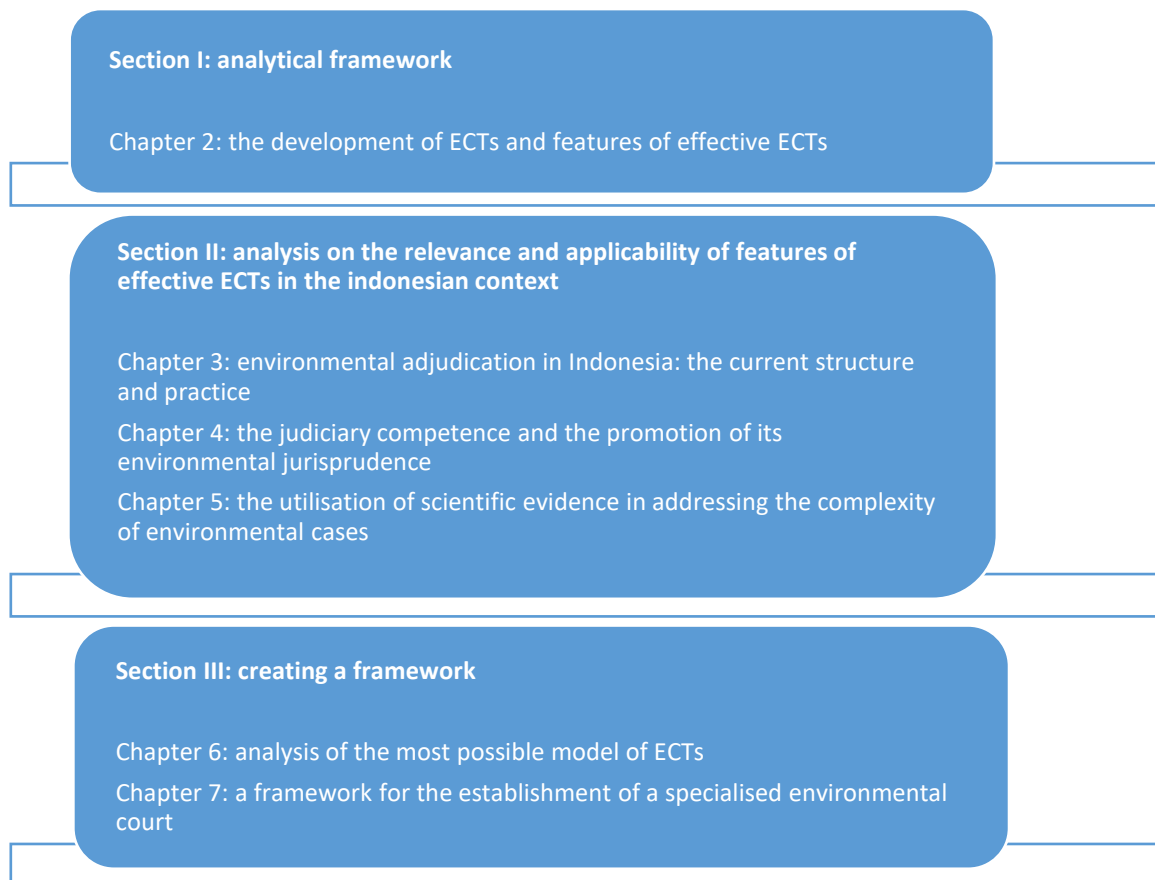 Section I: analytical framework
Chapter 2: the development of ECTs and features of effective ECTs
Section II: analysis on the relevance and applicability of features of
effective ECTs in the indonesian context
Chapter 3: environmental adjudication in Indonesia: the current structure
and practice
Chapter 4: the judiciary competence and the promotion of its
environmental jurisprudence
Chapter 5: the utilisation of scientific evidence in addressing the complexity
of environmental cases
Section III: creating a framework
Chapter 6: analysis of the most possible model of ECTs
Chapter 7: a framework for the establishment of a specialised environmental
court